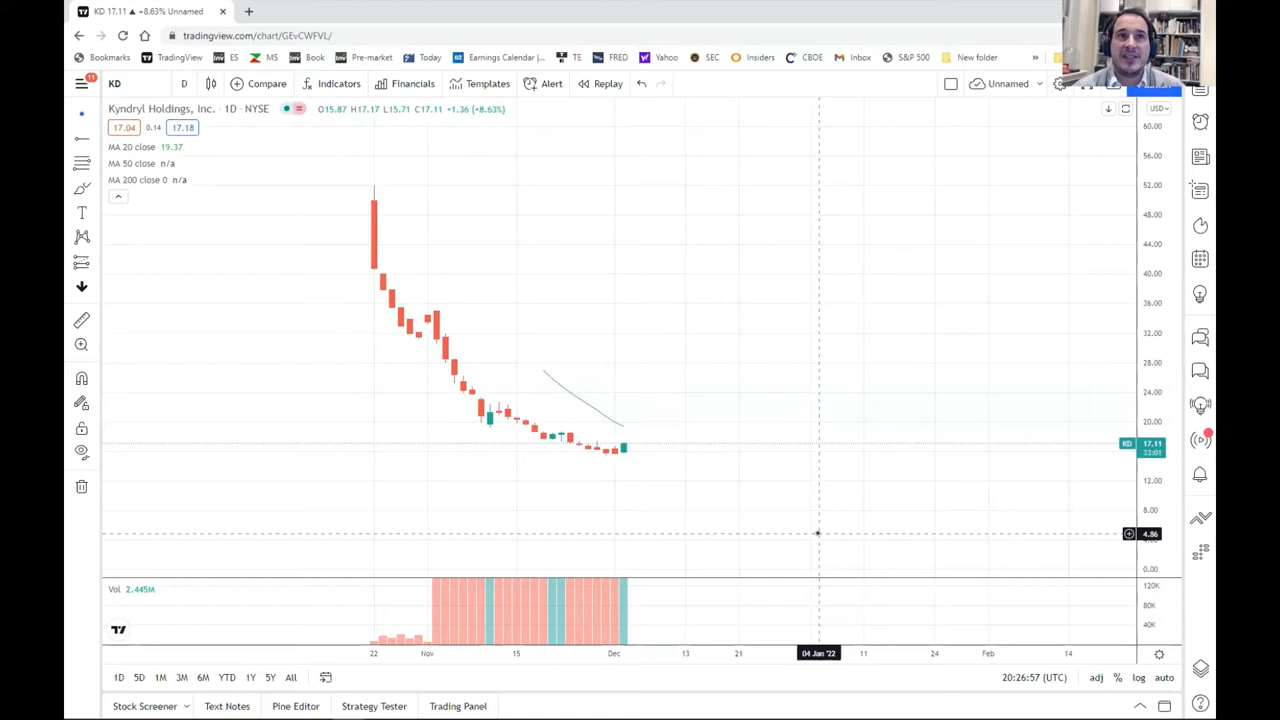 KD 17.11 ▲ +8.63% Unnamed
tradingview.com/chart/GEvCWFVL/
Bookmarks TradingView ES MS Book Pre-market Today Earnings Calendar/... TE FRED Yahoo SEC Insiders CBOE Inbox S&P 500 New folder »
11
KD D Compare Indicators Financials Templates Alert Replay Unnamed
Kyndryl Holdings, Inc. · 1D · NYSE O15.87 H17.17 L15.71 C17.11 +1.36 (+8.63%)
USD
17.04 0.14 17.18
MA 20 close 19.37
MA 50 close n/a
MA 200 close 0 n/a
60.00
56.00
52.00
48.00
44.00
40.00
36.00
32.00
28.00
24.00
20.00
KD 17.11
33:01
12.00
8.00
4.86
0.00
Vol 2.445M
120K
80K
40K
22 Nov 15 Dec 13 21 04 Jan '22 11 24 Feb 14
1D 5D 1M 3M 6M YTD 1Y 5Y All 20:26:57 (UTC) adj % log auto
Stock Screener Text Notes Pine Editor Strategy Tester Trading Panel